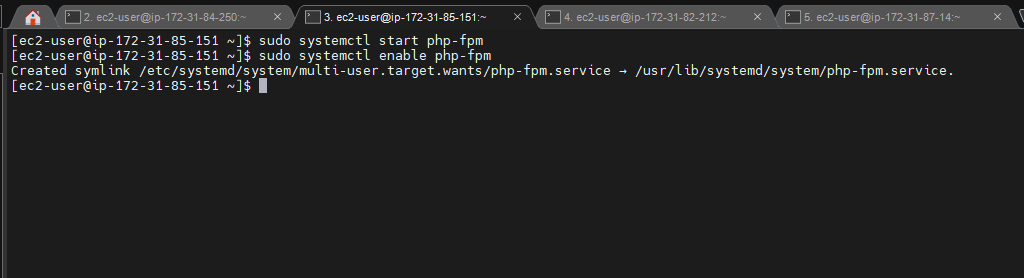 2. ec2-user@ip-172-31-84-250:~ 3. ec2-user@ip-172-31-85-151:~ 4. ec2-user@ip-172-31-82-212:~ 5. ec2-user@ip-172-31-87-14:~
[ec2-user@ip-172-31-85-151 ~]$ sudo systemctl start php-fpm
[ec2-user@ip-172-31-85-151 ~]$ sudo systemctl enable php-fpm
Created symlink /etc/systemd/system/multi-user.target.wants/php-fpm.service → /usr/lib/systemd/system/php-fpm.service.
[ec2-user@ip-172-31-85-151 ~]$